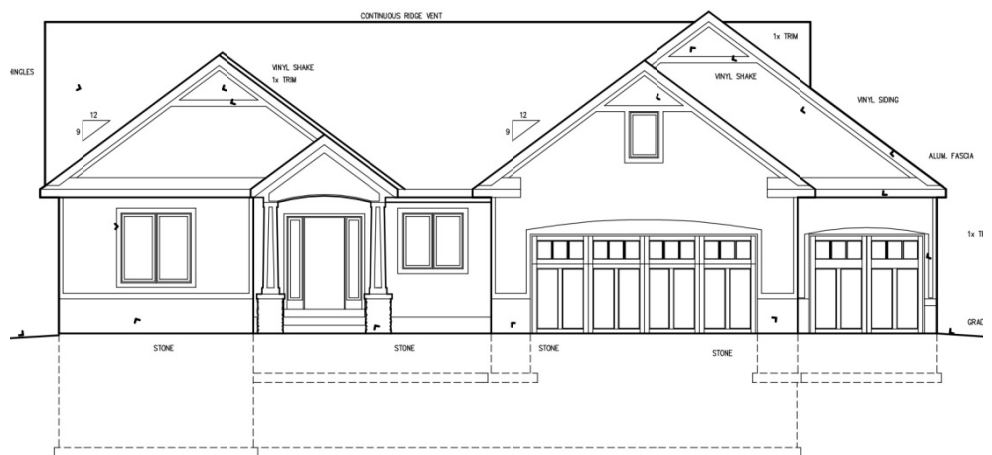 CONTINUOUS RIDGE VENT
1x TRIM
HINGLES
VINYL SHAKE
1x TRIM
VINYL SHAKE
VINYL SIDING
12
9
12
9
ALUM. FASCIA
1x T
GRAD
STONE
STONE
STONE
STONE